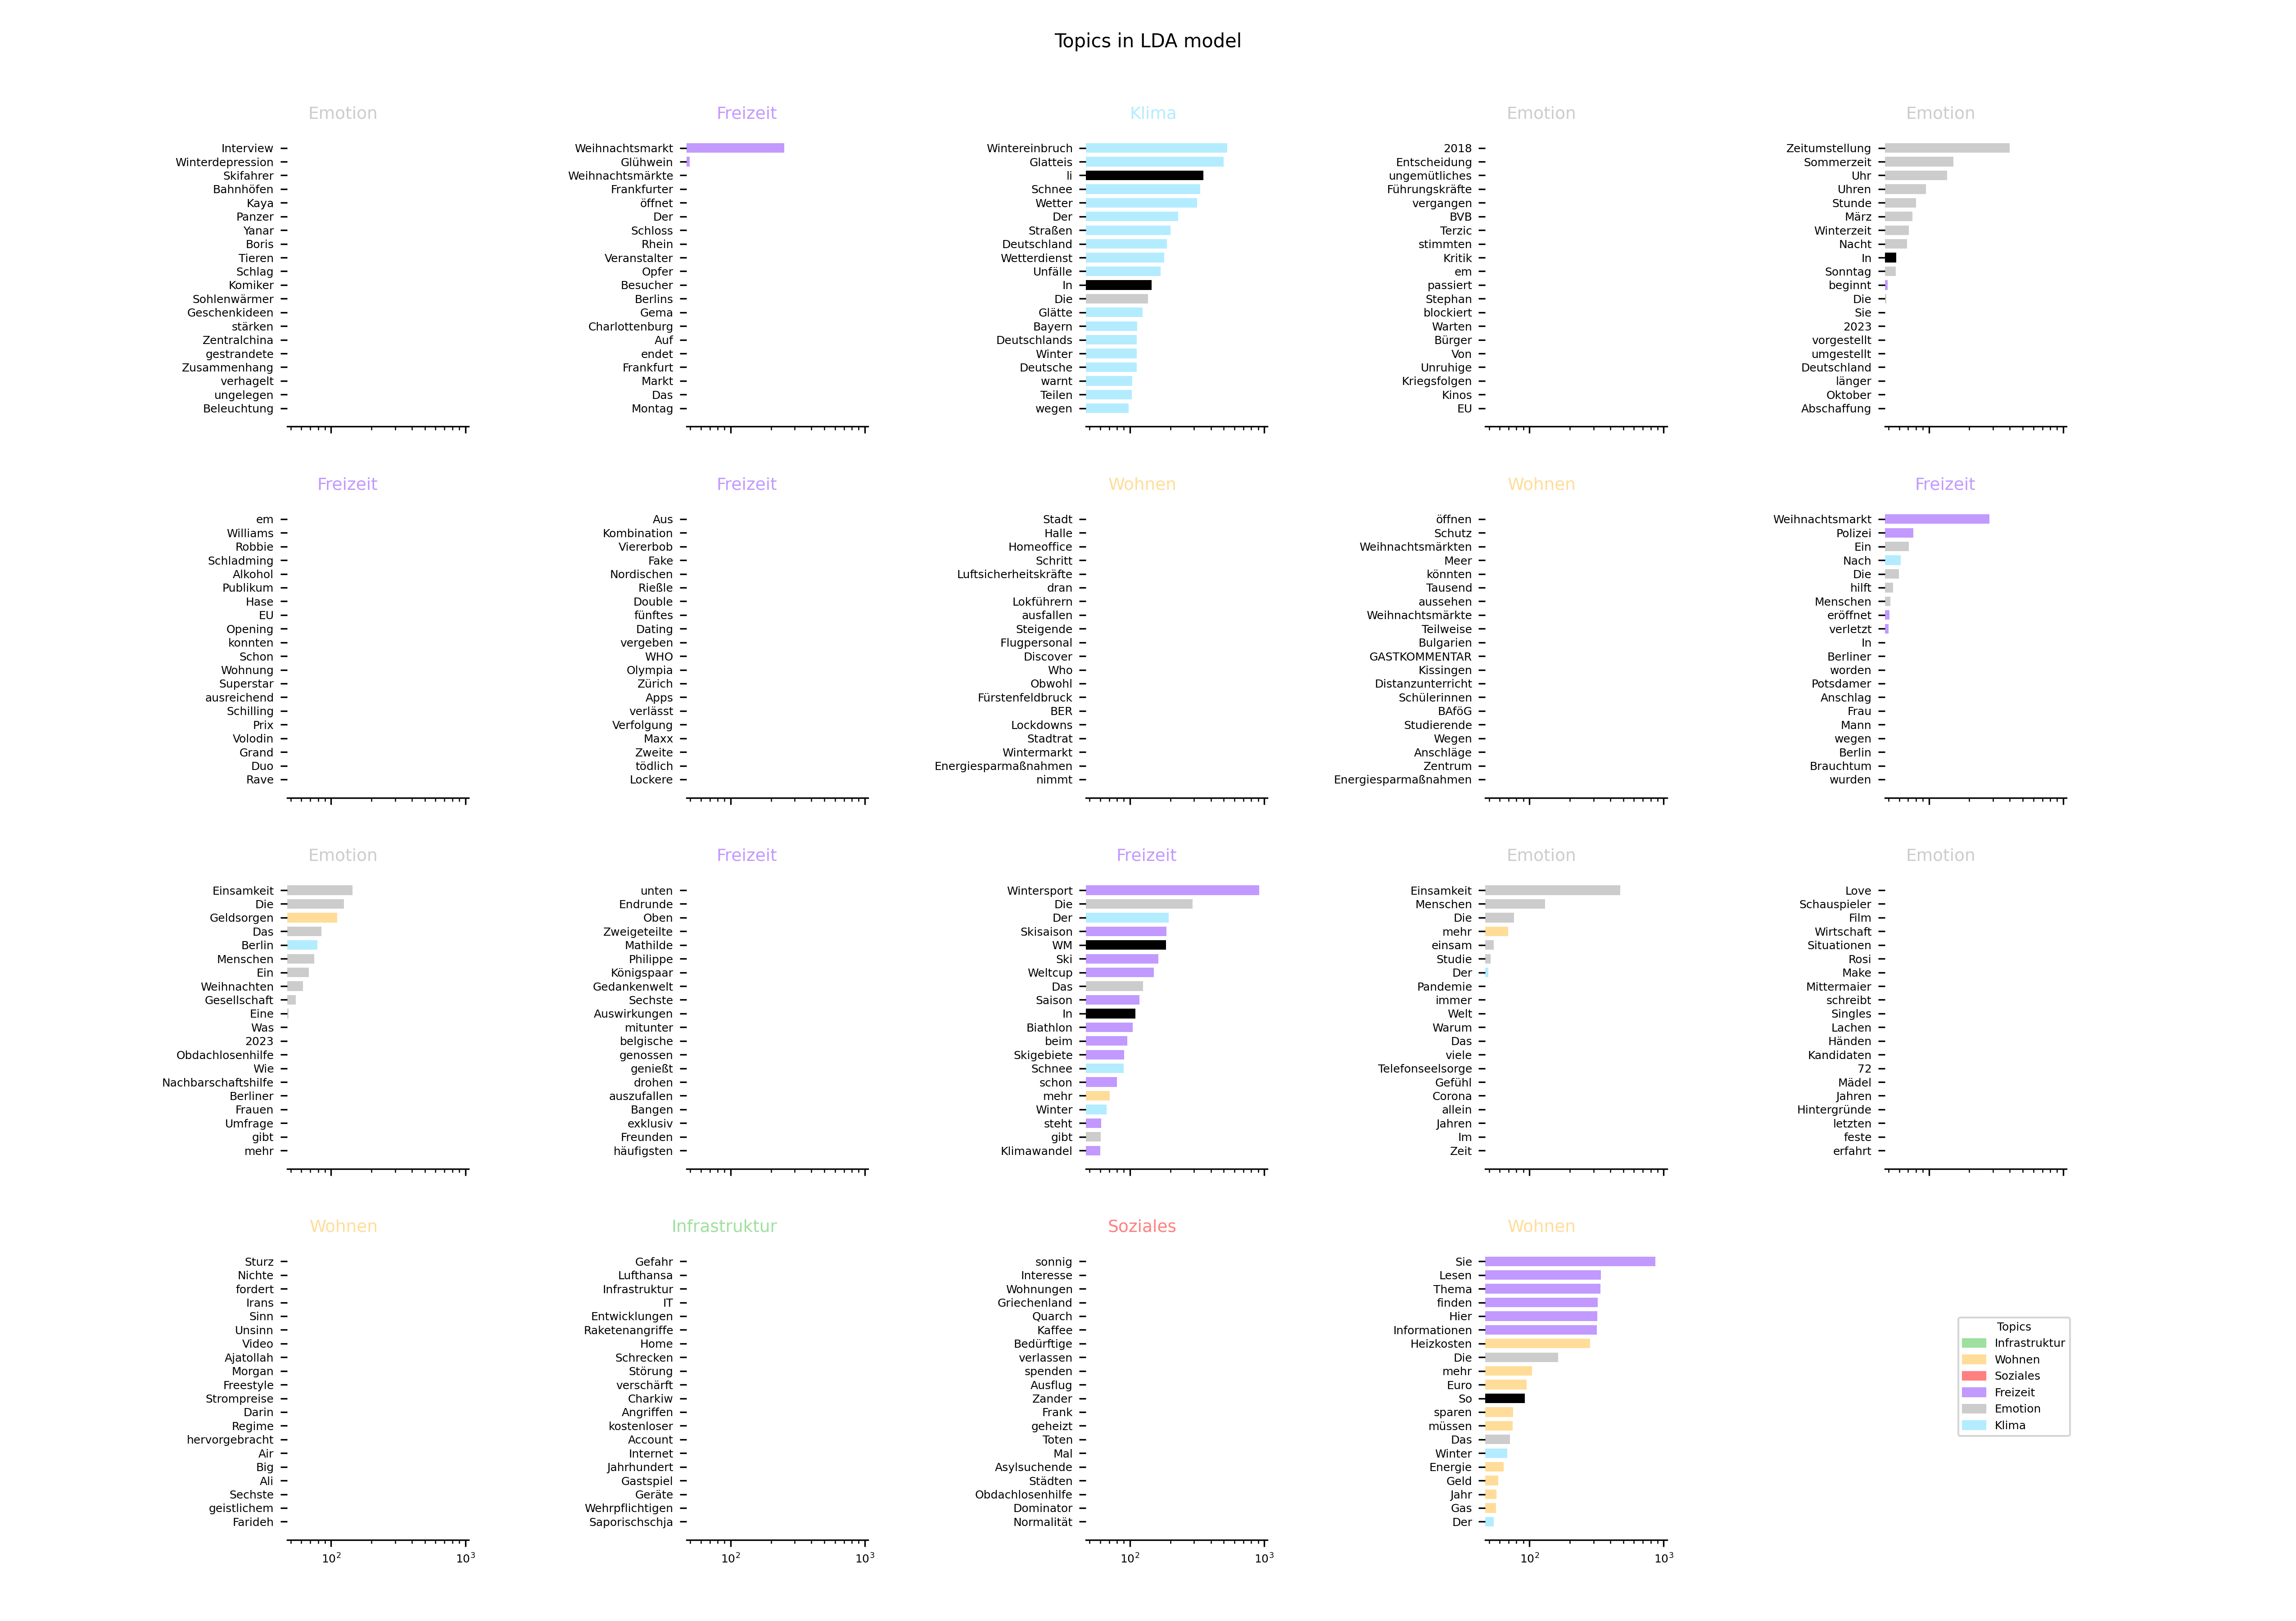 Topics in LDA model
Emotion
Interview
Winterdepression
Skifahrer
Bahnhöfen
Kaya
Panzer
Yanar
Boris
Tieren
Schlag
Komiker
Sohlenwärmer
Geschenkideen
stärken
Zentralchina
gestrandete
Zusammenhang
verhagelt
ungelegen
Beleuchtung
Freizeit
Weihnachtsmarkt
Glühwein
Weihnachtsmärkte
Frankfurter
öffnet
Der
Schloss
Rhein
Veranstalter
Opfer
Besucher
Berlins
Gema
Charlottenburg
Auf
endet
Frankfurt
Markt
Das
Montag
Klima
Wintereinbruch
Glatteis
li
Schnee
Wetter
Der
Straßen
Deutschland
Wetterdienst
Unfälle
In
Die
Glätte
Bayern
Deutschlands
Winter
Deutsche
warnt
Teilen
wegen
Emotion
2018
Entscheidung
ungemütliches
Führungskräfte
vergangen
BVB
Terzic
stimmten
Kritik
em
passiert
Stephan
blockiert
Warten
Bürger
Von
Unruhige
Kriegsfolgen
Kinos
EU
Emotion
Zeitumstellung
Sommerzeit
Uhr
Uhren
Stunde
März
Winterzeit
Nacht
In
Sonntag
beginnt
Die
Sie
2023
vorgestellt
umgestellt
Deutschland
länger
Oktober
Abschaffung
Freizeit
em
Williams
Robbie
Schladming
Alkohol
Publikum
Hase
EU
Opening
konnten
Schon
Wohnung
Superstar
ausreichend
Schilling
Prix
Volodin
Grand
Duo
Rave
Freizeit
Aus
Kombination
Viererbob
Fake
Nordischen
Rießle
Double
fünftes
Dating
vergeben
WHO
Olympia
Zürich
Apps
verlässt
Verfolgung
Maxx
Zweite
tödlich
Lockere
Wohnen
Stadt
Halle
Homeoffice
Schritt
Luftsicherheitskräfte
dran
Lokführern
ausfallen
Steigende
Flugpersonal
Discover
Who
Obwohl
Fürstenfeldbruck
BER
Lockdowns
Stadtrat
Wintermarkt
Energiesparmaßnahmen
nimmt
Wohnen
öffnen
Schutz
Weihnachtsmärkten
Meer
könnten
Tausend
aussehen
Weihnachtsmärkte
Teilweise
Bulgarien
GASTKOMMENTAR
Kissingen
Distanzunterricht
Schülerinnen
BAföG
Studierende
Wegen
Anschläge
Zentrum
Energiesparmaßnahmen
Freizeit
Weihnachtsmarkt
Polizei
Ein
Nach
Die
hilft
Menschen
eröffnet
verletzt
In
Berliner
worden
Potsdamer
Anschlag
Frau
Mann
wegen
Berlin
Brauchtum
wurden
Emotion
Einsamkeit
Die
Geldsorgen
Das
Berlin
Menschen
Ein
Weihnachten
Gesellschaft
Eine
Was
2023
Obdachlosenhilfe
Wie
Nachbarschaftshilfe
Berliner
Frauen
Umfrage
gibt
mehr
Freizeit
unten
Endrunde
Oben
Zweigeteilte
Mathilde
Philippe
Königspaar
Gedankenwelt
Sechste
Auswirkungen
mitunter
belgische
genossen
genießt
drohen
auszufallen
Bangen
exklusiv
Freunden
häufigsten
Freizeit
Wintersport
Die
Der
Skisaison
WM
Ski
Weltcup
Das
Saison
In
Biathlon
beim
Skigebiete
Schnee
schon
mehr
Winter
steht
gibt
Klimawandel
Emotion
Einsamkeit
Menschen
Die
mehr
einsam
Studie
Der
Pandemie
immer
Welt
Warum
Das
viele
Telefonseelsorge
Gefühl
Corona
allein
Jahren
Im
Zeit
Emotion
Love
Schauspieler
Film
Wirtschaft
Situationen
Rosi
Make
Mittermaier
schreibt
Singles
Lachen
Händen
Kandidaten
72
Mädel
Jahren
Hintergründe
letzten
feste
erfahrt
Wohnen
Sturz
Nichte
fordert
Irans
Sinn
Unsinn
Video
Ajatollah
Morgan
Freestyle
Strompreise
Darin
Regime
hervorgebracht
Air
Big
Ali
Sechste
geistlichem
Farideh
10² 10³
Infrastruktur
Gefahr
Lufthansa
Infrastruktur
IT
Entwicklungen
Raketenangriffe
Home
Schrecken
Störung
verschärft
Charkiw
Angriffen
kostenloser
Account
Internet
Jahrhundert
Gastspiel
Geräte
Wehrpflichtigen
Saporischschja
10² 10³
Soziales
sonnig
Interesse
Wohnungen
Griechenland
Quarch
Kaffee
Bedürftige
verlassen
spenden
Ausflug
Zander
Frank
geheizt
Toten
Mal
Asylsuchende
Städten
Obdachlosenhilfe
Dominator
Normalität
10² 10³
Wohnen
Sie
Lesen
Thema
finden
Hier
Informationen
Heizkosten
Die
mehr
Euro
So
sparen
müssen
Das
Winter
Energie
Geld
Jahr
Gas
Der
10² 10³
Topics
Infrastruktur
Wohnen
Soziales
Freizeit
Emotion
Klima